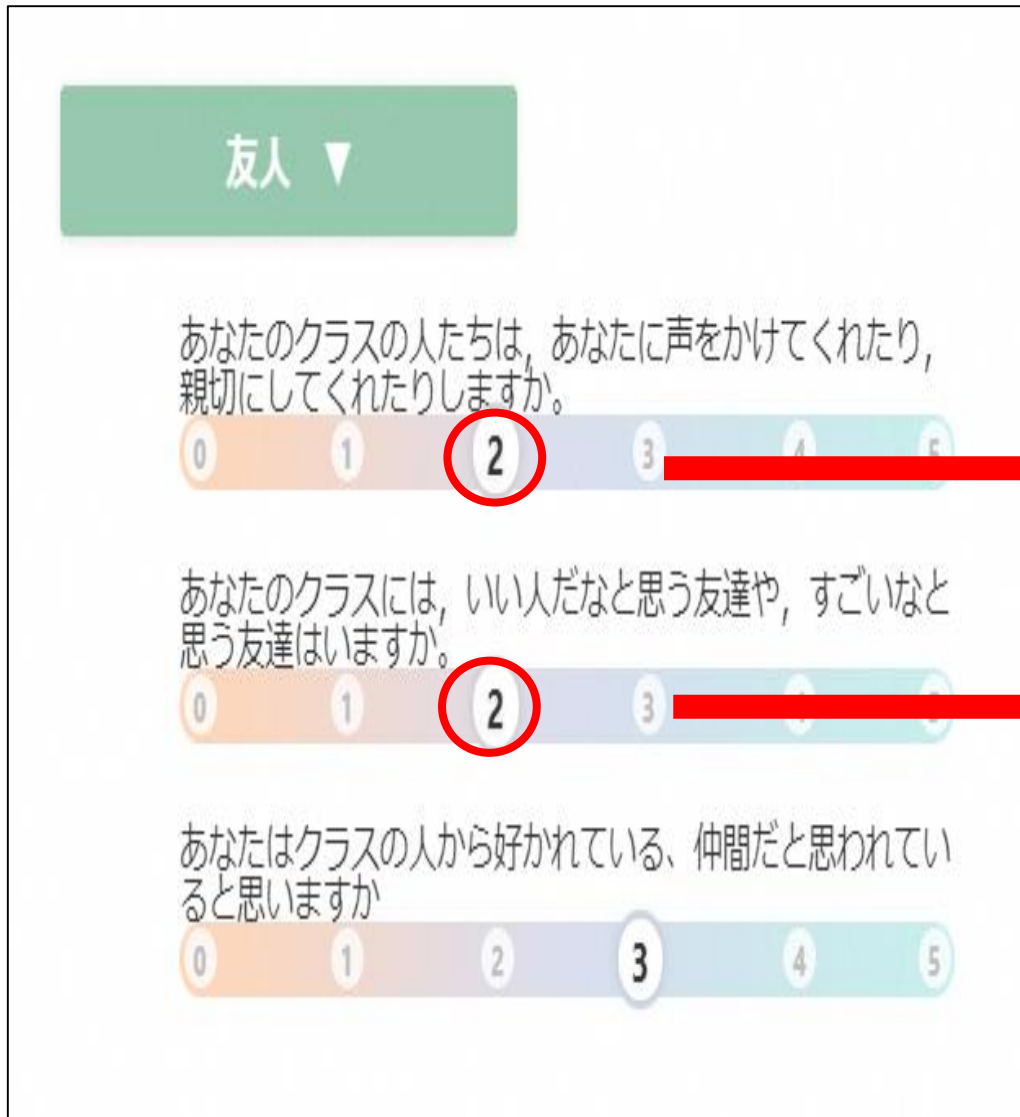 友人 ▼
あなたのクラスの人たちは，あなたに声をかけてくれたり，
親切にしてくれたりしますか。
0 1 2 3 4 5
あなたのクラスには，いい人だなと思う友達や，すごいなと
思う友達はいますか。
0 1 2 3
あなたはクラスの人から好かれている、仲間だと思われてい
ると思いますか
0 1 2 3 4 5